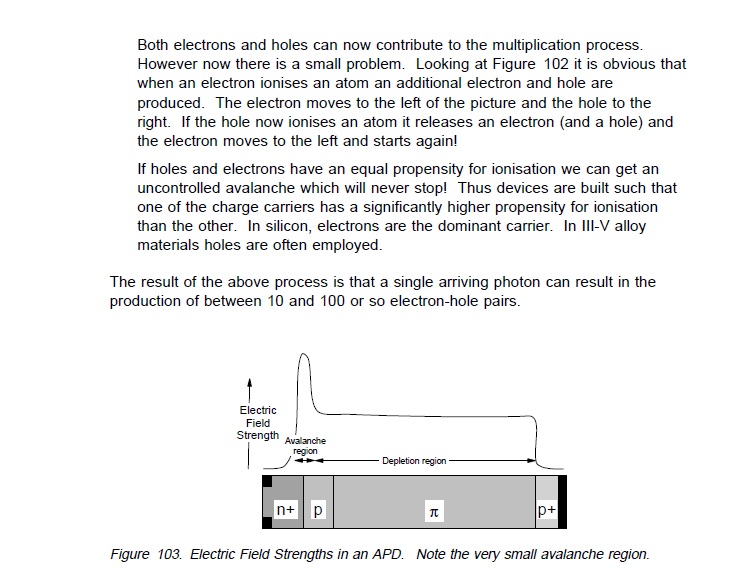 Both electrons and holes can now contribute to the multiplication process.
However now there is a small problem. Looking at Figure 102 it is obvious that
when an electron ionises an atom an additional electron and hole are
produced. The electron moves to the left of the picture and the hole to the
right. If the hole now ionises an atom it releases an electron (and a hole) and
the electron moves to the left and starts again!
If holes and electrons have an equal propensity for ionisation we can get an
uncontrolled avalanche which will never stop! Thus devices are built such that
one of the charge carriers has a significantly higher propensity for ionisation
than the other. In silicon, electrons are the dominant carrier. In III-V alloy
materials holes are often employed.
The result of the above process is that a single arriving photon can result in the
production of between 10 and 100 or so electron-hole pairs.
Electric
Field
Strength
Avalanche
region
Depletion region
n+ p π p+
Figure 103. Electric Field Strengths in an APD. Note the very small avalanche region.